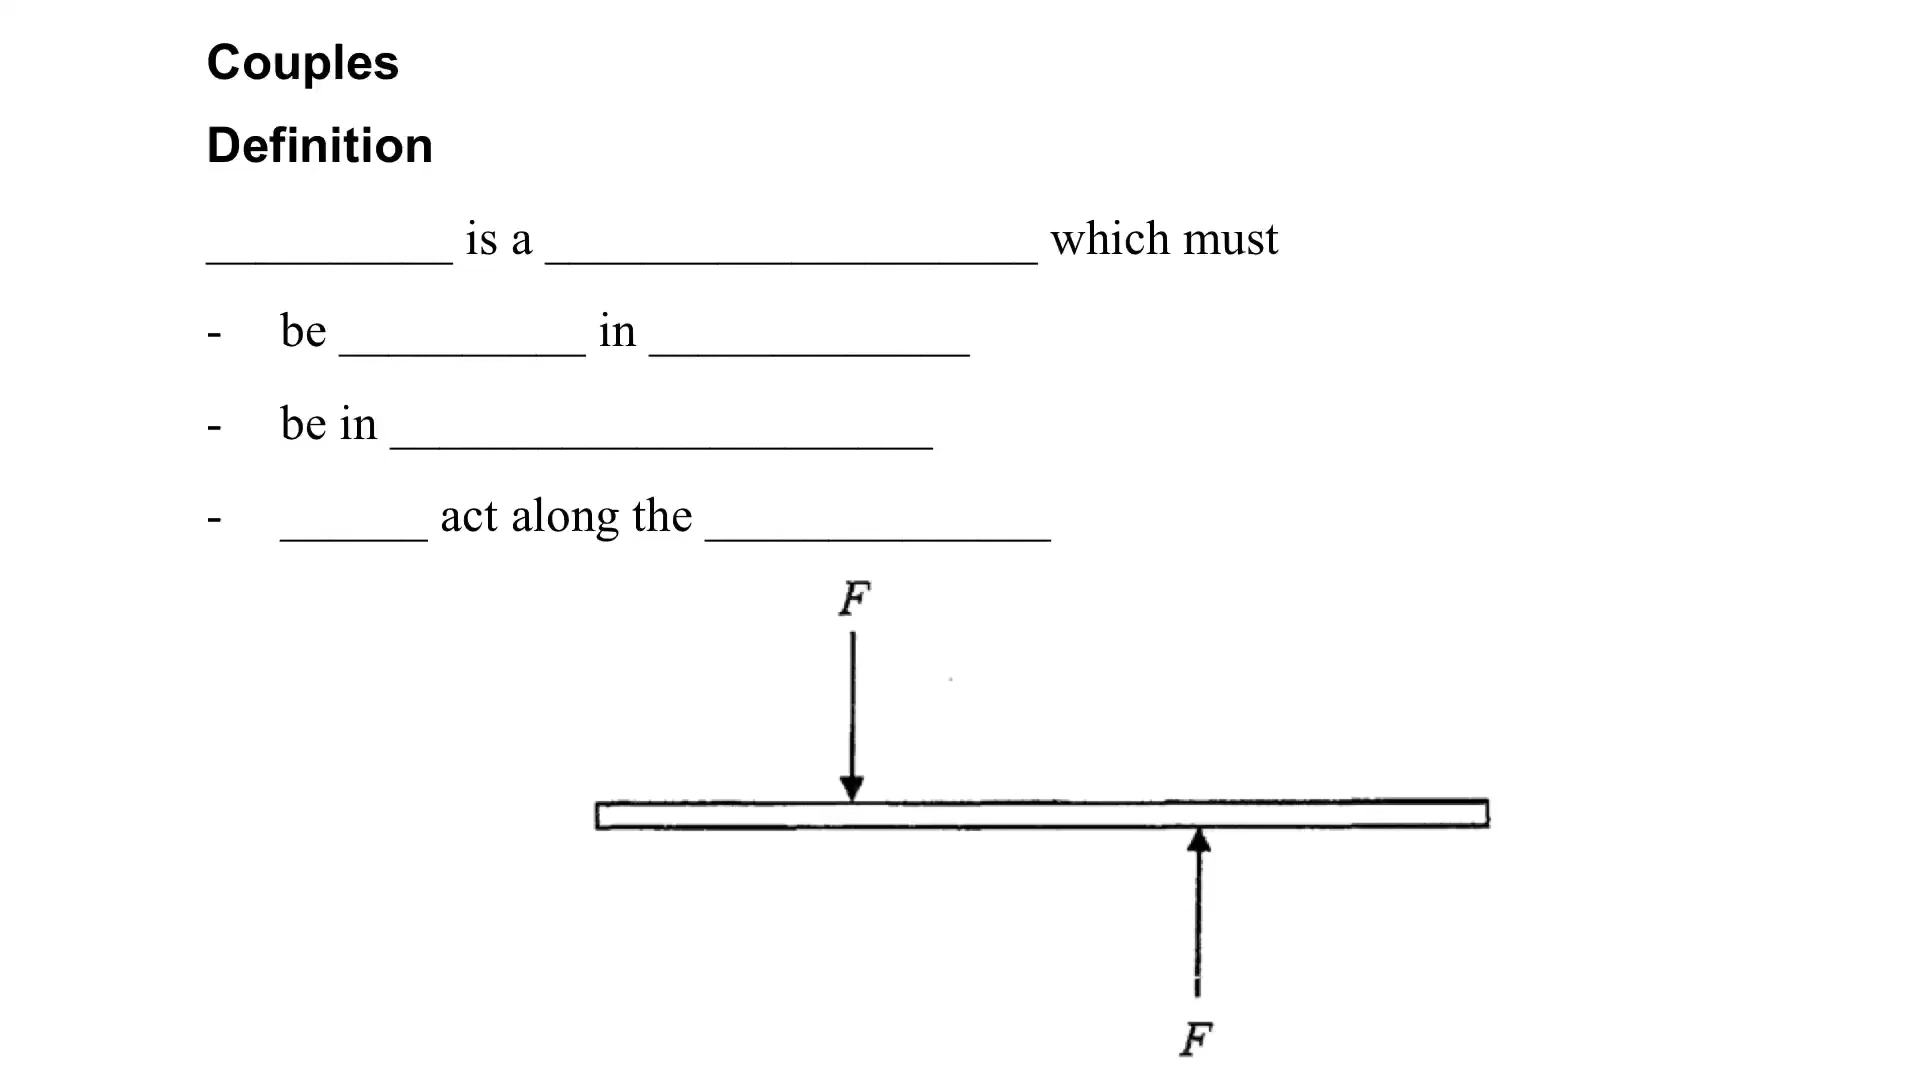 Couples
Definition
__________ is a ____________________ which must
- be __________ in _____________
- be in ______________________
- ______ act along the ______________
F
F